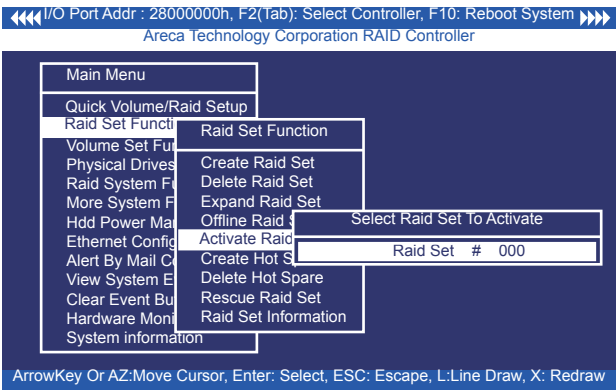 I/O Port Addr : 28000000h, F2(Tab): Select Controller, F10: Reboot System
Areca Technology Corporation RAID Controller
Main Menu
Quick Volume/Raid Setup
Raid Set Functi
Volume Set Fu
Physical Drives
Raid System F
More System F
Hdd Power Ma
Ethernet Config
Alert By Mail C
View System E
Clear Event Bu
Hardware Moni
System information
Raid Set Function
Create Raid Set
Delete Raid Set
Expand Raid Set
Offline Raid
Activate Raid
Create Hot S
Delete Hot Spare
Rescue Raid Set
Raid Set Information
Select Raid Set To Activate
Raid Set # 000
ArrowKey Or AZ:Move Cursor, Enter: Select, ESC: Escape, L:Line Draw, X: Redraw